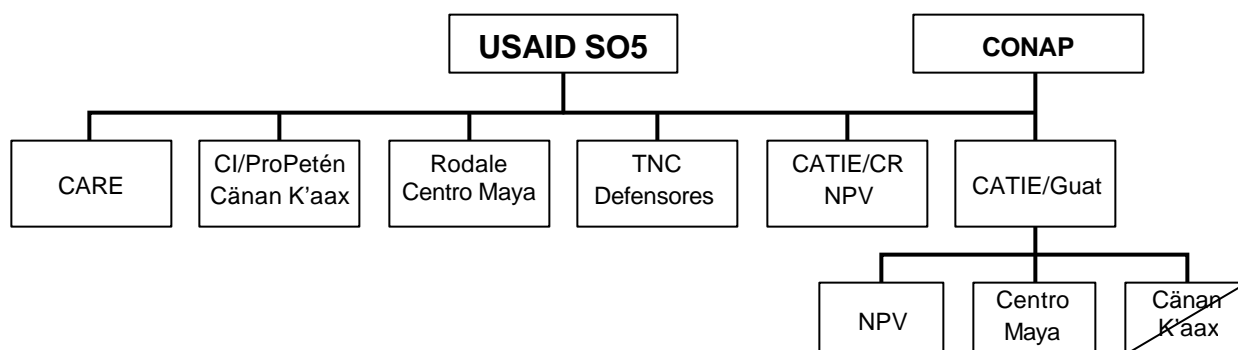 USAID SO5
CONAP
CARE
CI/ProPetén
Cänan K'aax
Rodale
Centro Maya
TNC
Defensores
CATIE/CR
NPV
CATIE/Guat
NPV
Centro
Maya
Cänan
K'aax